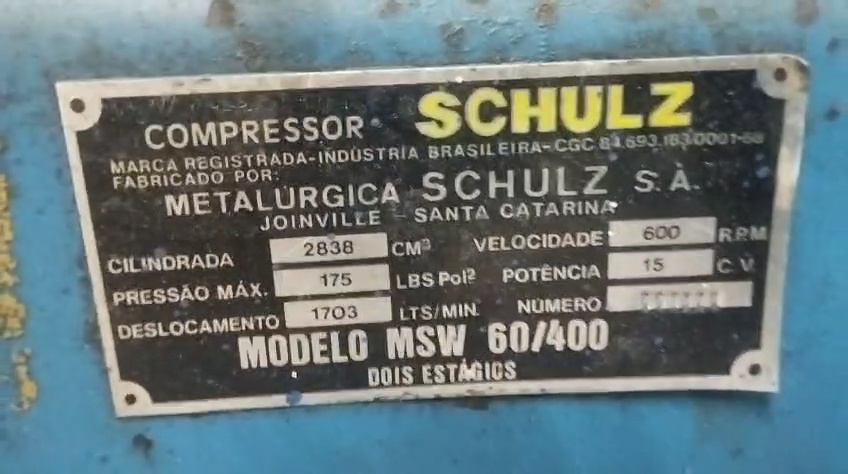 COMPRESSOR SCHULZ
MARCA REGISTRADA-INDÚSTRIA BRASILEIRA-CGC 84.693.183.0001-68
FABRICADO POR:
METALÚRGICA SCHULZ S.A.
JOINVILLE - SANTA CATARINA
CILINDRADA 2838 CM³ VELOCIDADE 600 R.P.M
PRESSÃO MÁX. 175 LBS Pol² POTÊNCIA 15 C.V.
DESLOCAMENTO 1703 LTS/MIN. NÚMERO
MODELO MSW 60/400
DOIS ESTÁGIOS